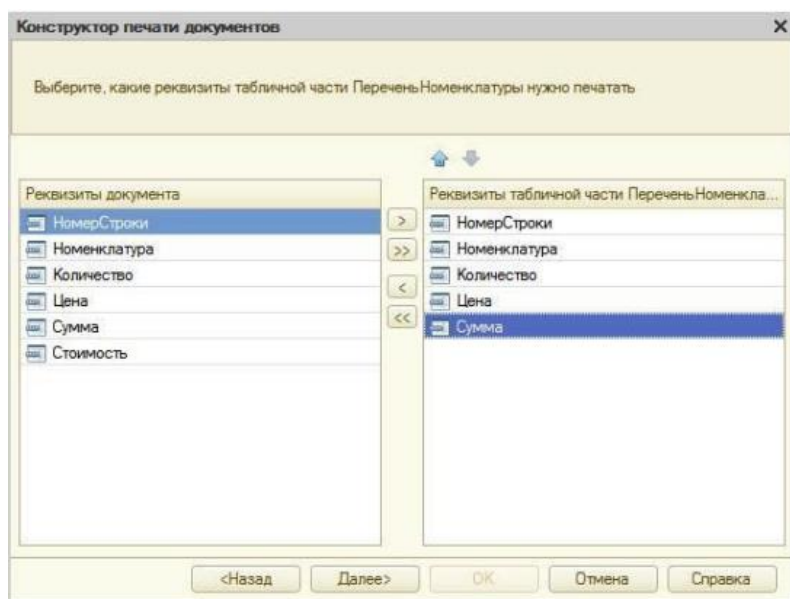 Конструктор печати документов
Выберите, какие реквизиты табличной части ПереченьНоменклатуры нужно печатать
Реквизиты документа
НомерСтроки
Номенклатура
Количество
Цена
Сумма
Стоимость
>
>>
<
<<
Реквизиты табличной части ПереченьНоменкла...
НомерСтроки
Номенклатура
Количество
Цена
Сумма
<Назад Далее> OK Отмена Справка